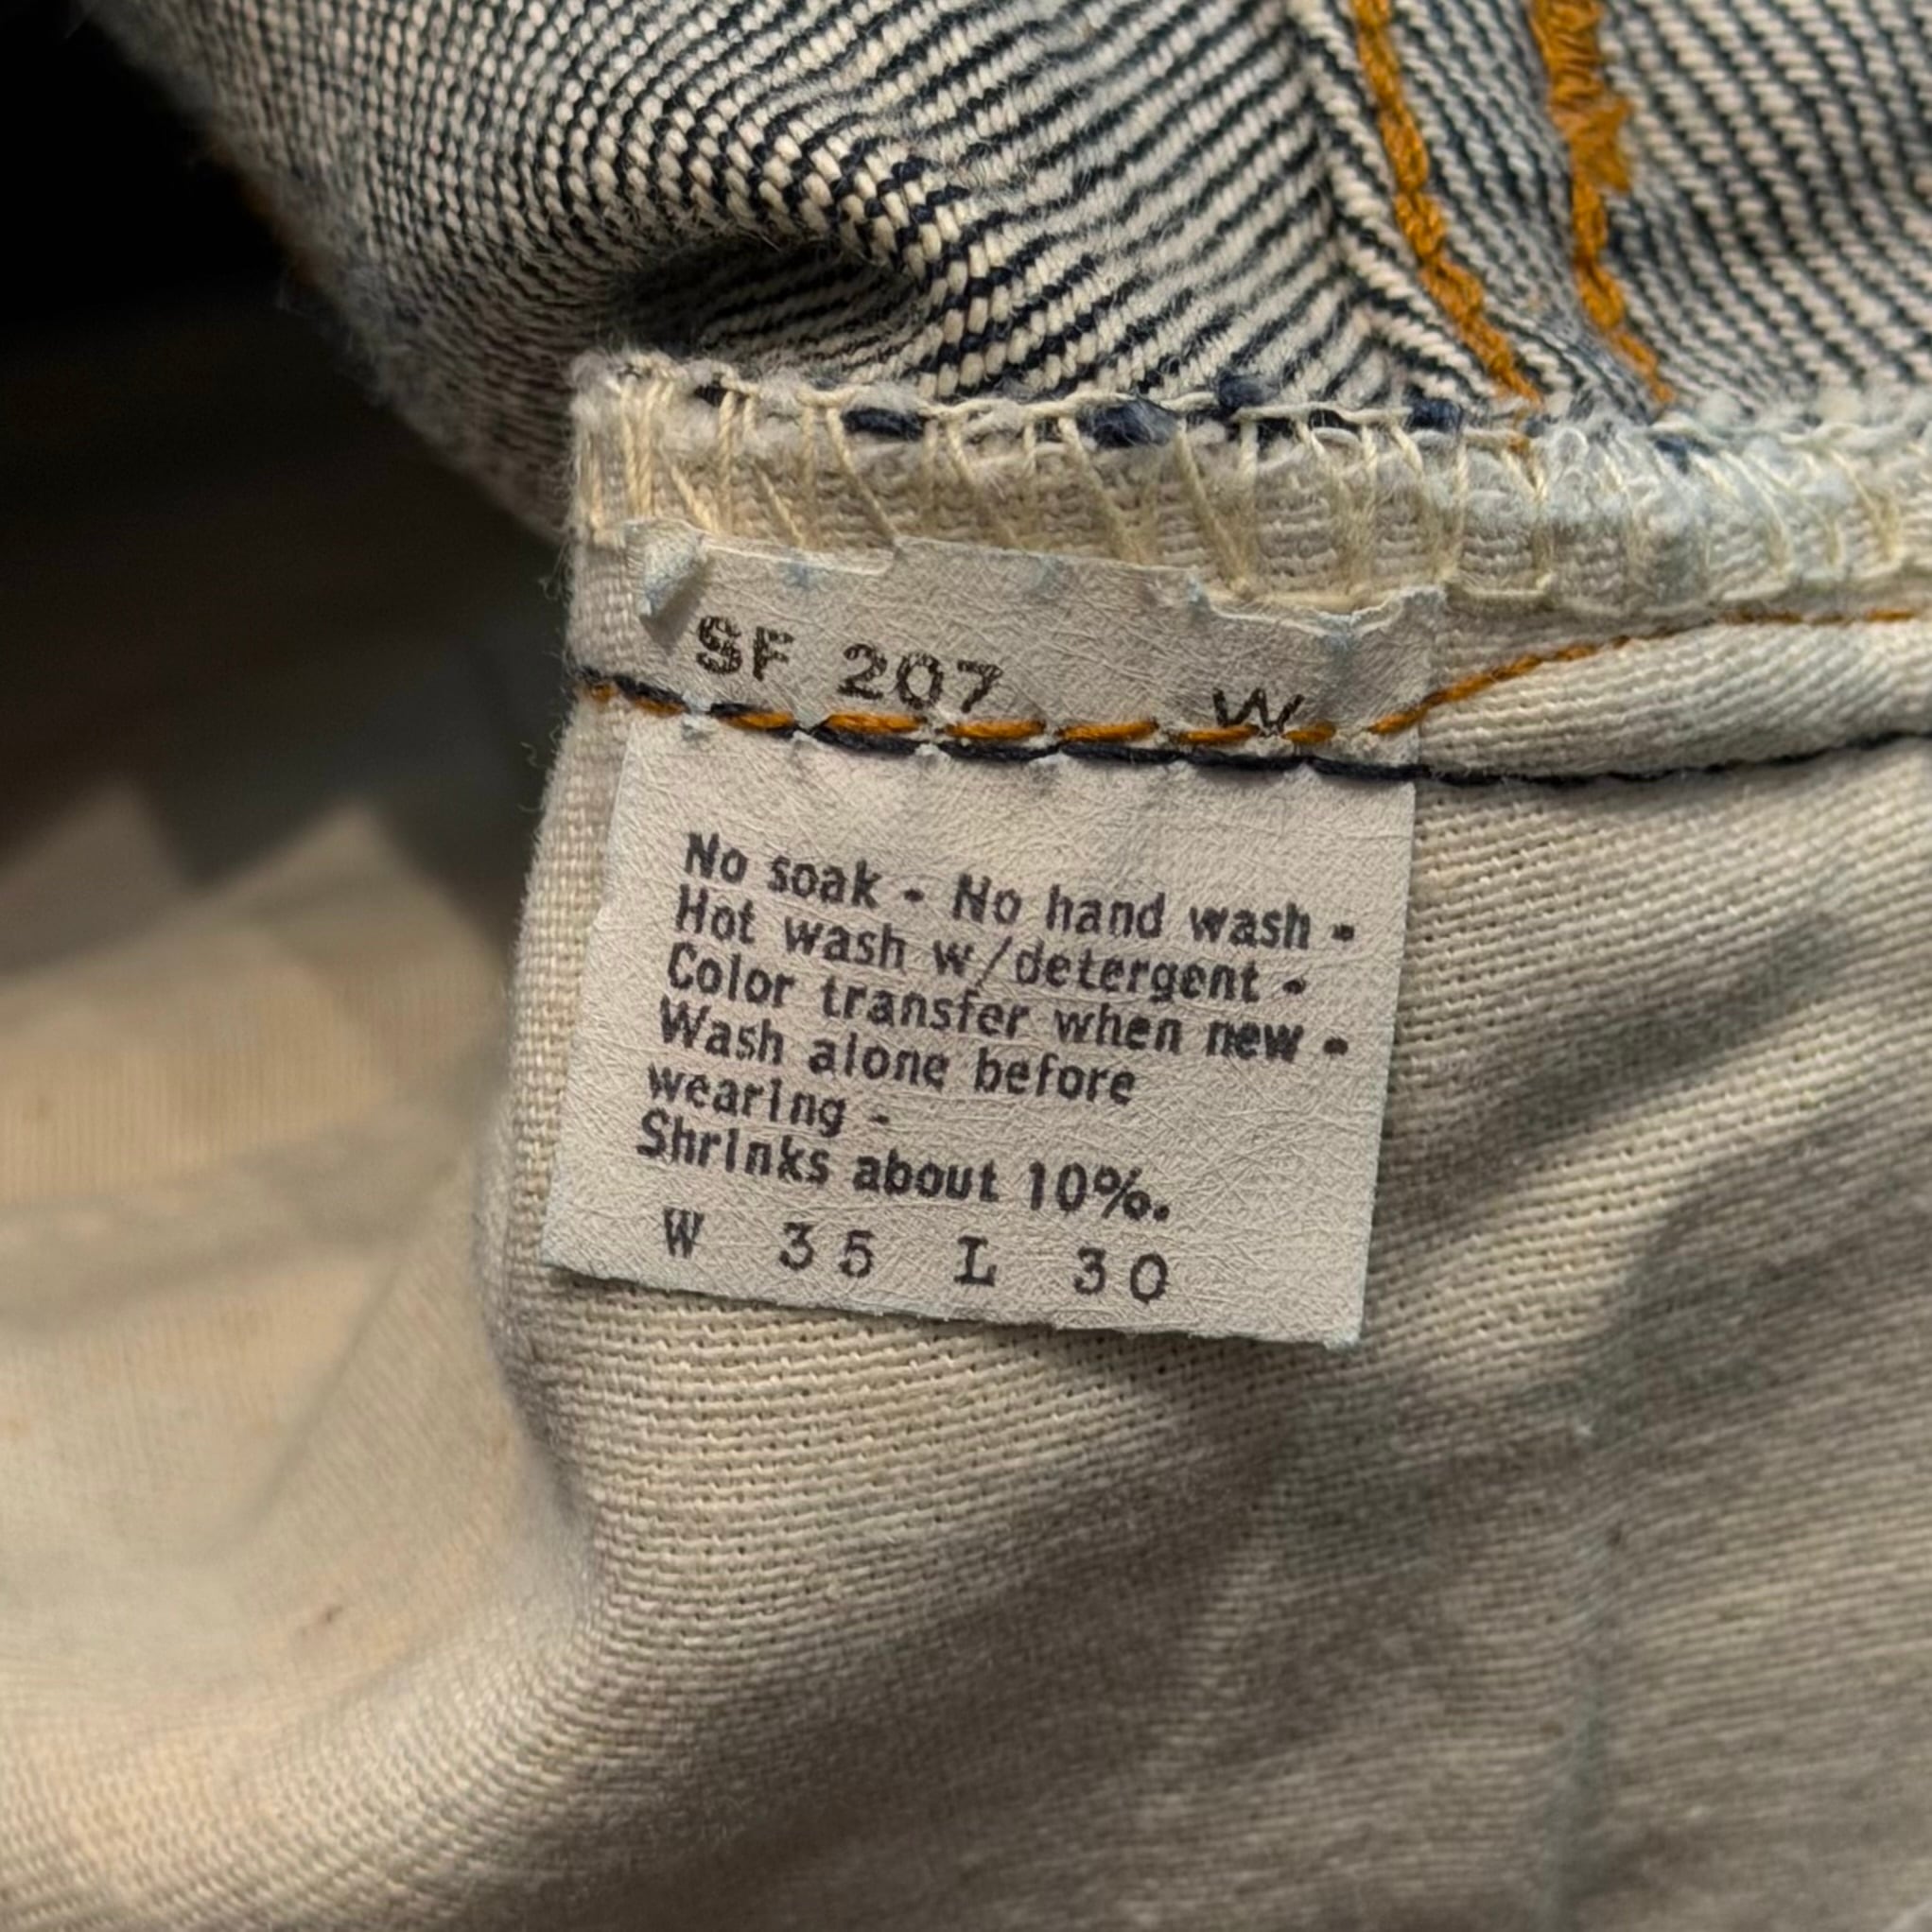 SF 207 W
No soak - No hand wash -
Hot wash w/detergent -
Color transfer when new -
Wash alone before
wearing -
Shrinks about 10%.
W 35 L 30